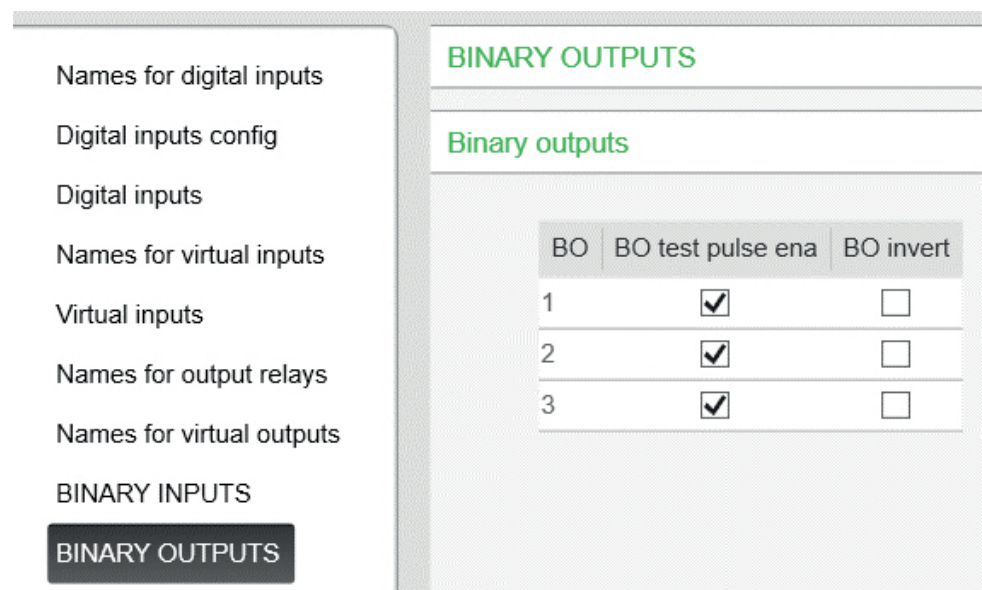 Names for digital inputs
Digital inputs config
Digital inputs
Names for virtual inputs
Virtual inputs
Names for output relays
Names for virtual outputs
BINARY INPUTS
BINARY OUTPUTS
BINARY OUTPUTS
Binary outputs
BO BO test pulse ena BO invert
1
2
3